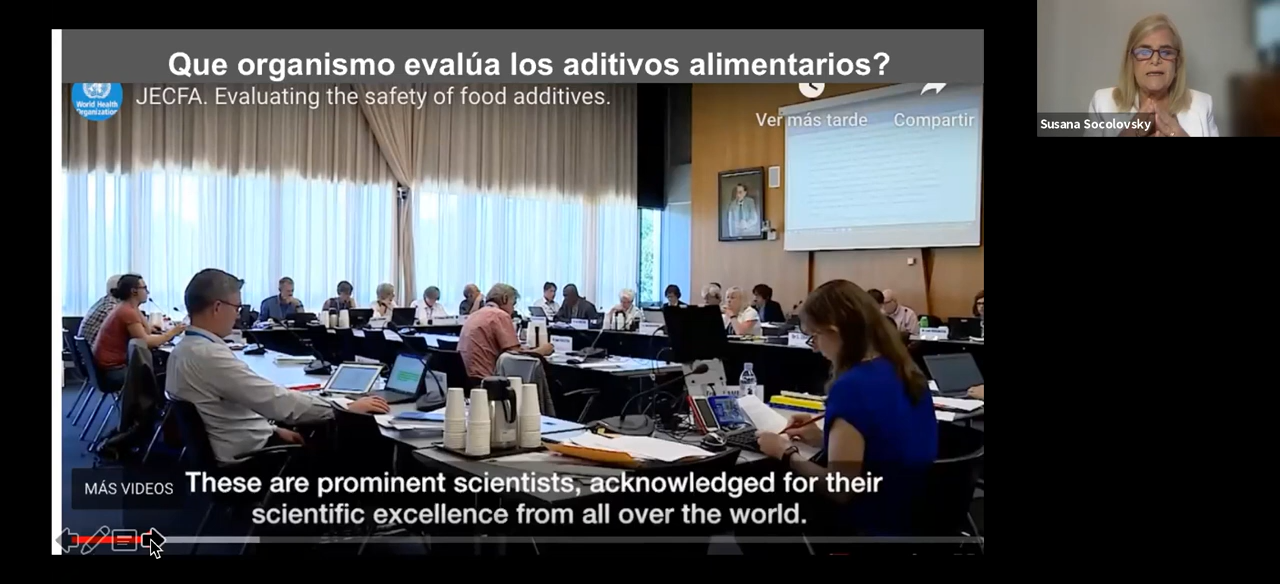 Que organismo evalúa los aditivos alimentarios?
World Health
Organization
JECFA. Evaluating the safety of food additives.
Ver más tarde
Compartir
Susana Socolovsky
MÁS VIDEOS
These are prominent scientists, acknowledged for their
scientific excellence from all over the world.